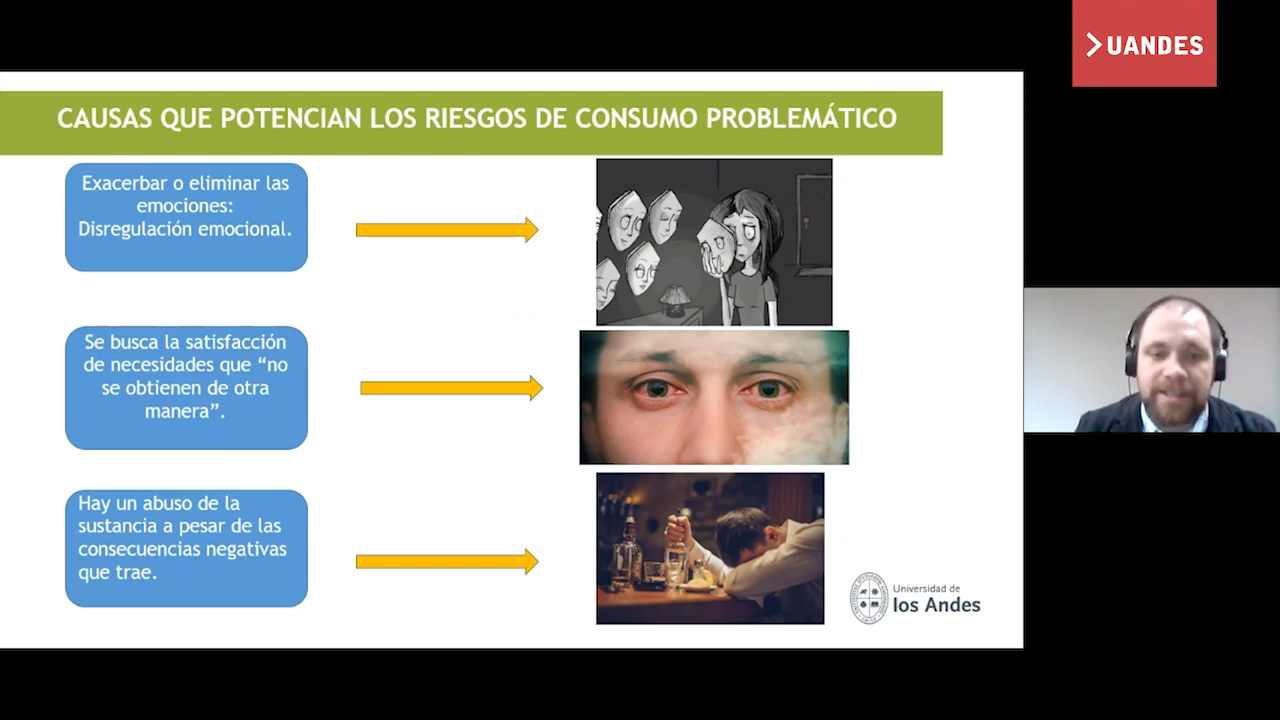 UANDES
CAUSAS QUE POTENCIAN LOS RIESGOS DE CONSUMO PROBLEMÁTICO
Exacerbar o eliminar las
emociones:
Disregulación emocional.
Se busca la satisfacción
de necesidades que “no
se obtienen de otra
manera”.
Hay un abuso de la
sustancia a pesar de las
consecuencias negativas
que trae.
Universidad de
los Andes